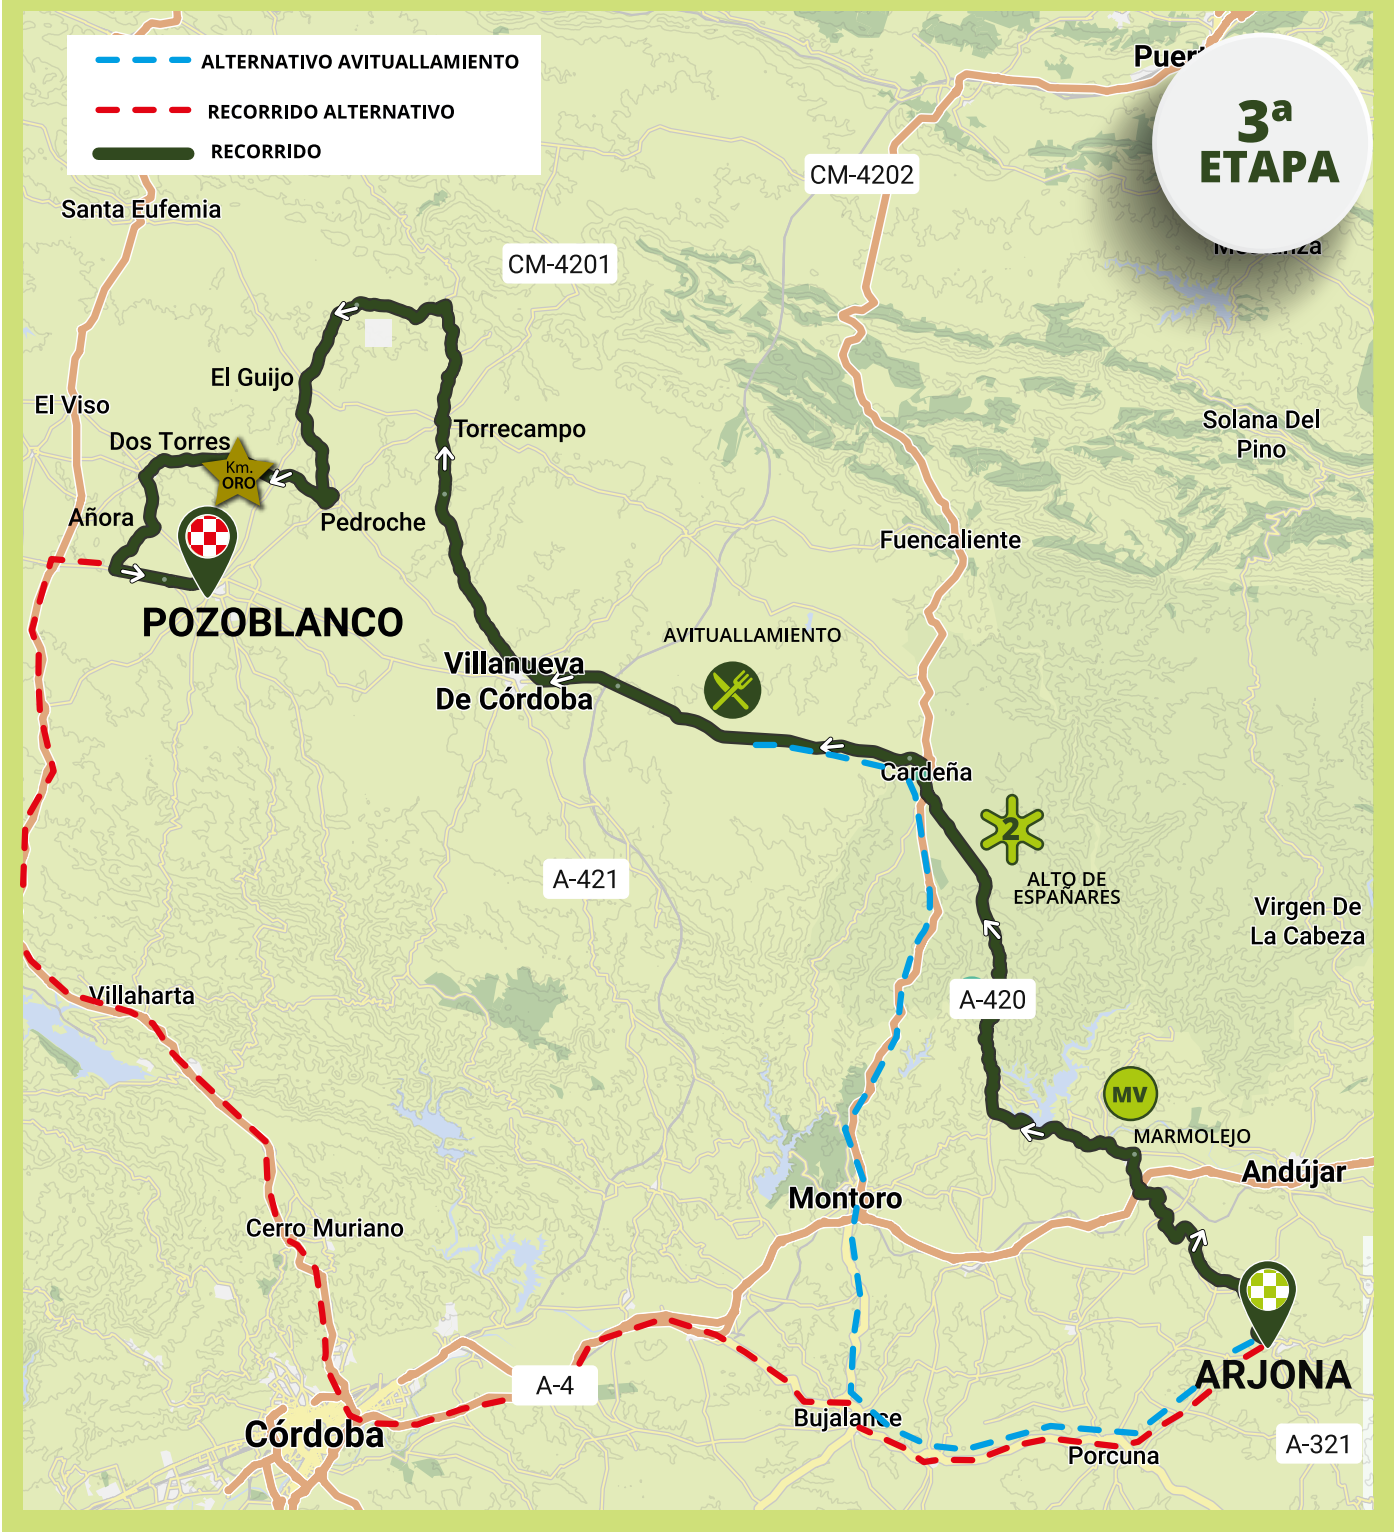 ALTERNATIVO AVITUALLAMIENTO
RECORRIDO ALTERNATIVO
RECORRIDO
3ª
ETAPA
CM-4202
Santa Eufemia
CM-4201
El Guijo
El Viso
Torrecampo
Dos Torres
Km.
ORO
Solana Del
Pino
Añora
Pedroche
Fuencaliente
POZOBLANCO
AVITUALLAMIENTO
Villanueva
De Córdoba
Cardeña
2
ALTO DE
ESPAÑARES
A-421
Virgen De
La Cabeza
Villaharta
A-420
MV
MARMOLEJO
Andújar
Montoro
Cerro Muriano
ARJONA
A-4
Bujalance
Córdoba
Porcuna
A-321